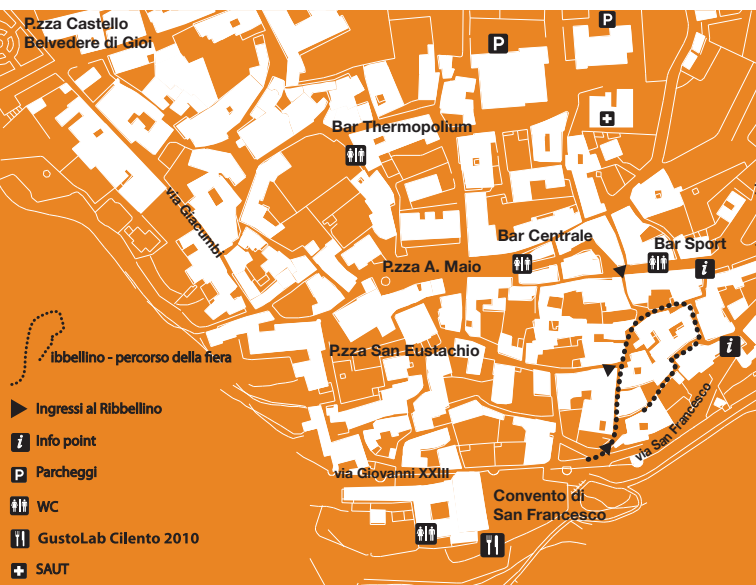 P.zza Castello
Belvedere di Gioi
P
P
Bar Thermopolium
via Giacumbi
Bar Centrale
Bar Sport
i
P.zza A. Maio
P.zza San Eustachio
i
via San Francesco
via Giovanni XXIII
Convento di
San Francesco
ibbellino - percorso della fiera
Ingressi al Ribbellino
i Info point
P Parcheggi
WC
GustoLab Cilento 2010
SAUT